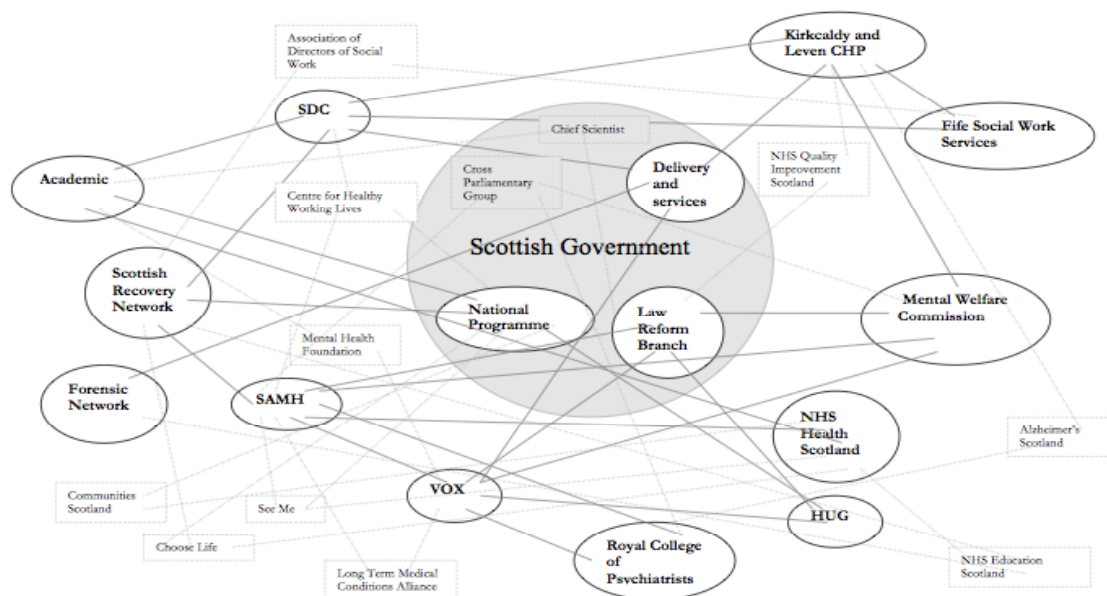 Association of
Directors of Social
Work
Kirkcaldy and
Leven CHP
SDC
Chief Scientist
Fife Social Work
Services
Academic
Cross
Parliamentary
Group
Delivery
and
services
NHS Quality
Improvement
Scotland
Centre for Healthy
Working Lives
Scottish Government
Scottish
Recovery
Network
National
Programme
Law
Reform
Branch
Mental Welfare
Commission
Mental Health
Foundation
Forensic
Network
SAMH
NHS
Health
Scotland
Alzheimer's
Scotland
Communities
Scotland
See Me
VOX
HUG
Choose Life
Royal College
of
Psychiatrists
Long Term Medical
Conditions Alliance
NHS Education
Scotland